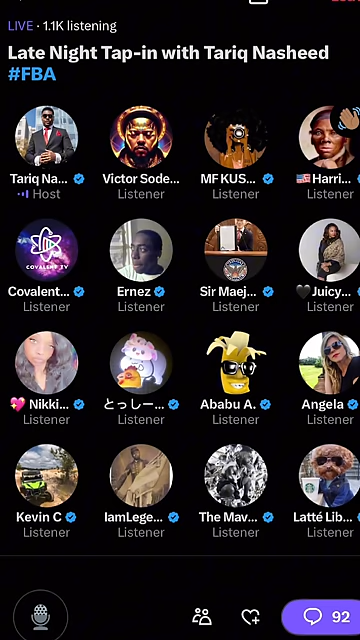 LIVE · 1.1K listening
Late Night Tap-in with Tariq Nasheed
#FBA
Tariq Na...
Victor Sode...
MF KUS...
🇺🇸Harri...
Host
Listener
Listener
Listener
COVALENT TV
Covalent...
Ernez
Sir Maej...
🖤Juicy...
Listener
Listener
Listener
Listener
💖 Nikki...
とっしー...
Ababu A.
Angela
Listener
Listener
Listener
Listener
Kevin C
IamLege...
The Mav...
Latté Lib...
Listener
Listener
Listener
Listener
92